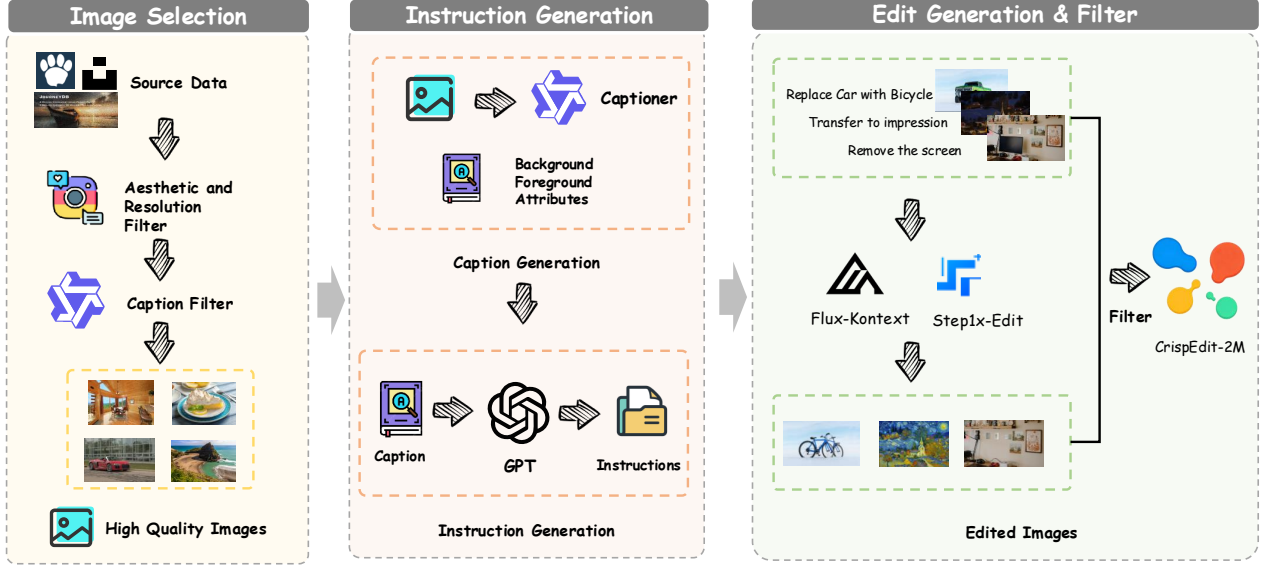 Image Selection
Source Data
JOURNEYDB
Aesthetic and
Resolution
Filter
Caption Filter
High Quality Images
Instruction Generation
Captioner
Background
Foreground
Attributes
Caption Generation
A
Caption
GPT
Instructions
Instruction Generation
Edit Generation & Filter
Replace Car with Bicycle
Transfer to impression
Remove the screen
Flux-Kontext
Step1x-Edit
Edited Images
Filter
CrispEdit-2M